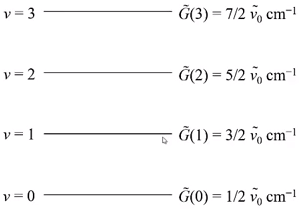 v = 3 G̃(3) = 7/2 ṽ₀ cm⁻¹
v = 2 G̃(2) = 5/2 ṽ₀ cm⁻¹
v = 1 G̃(1) = 3/2 ṽ₀ cm⁻¹
v = 0 G̃(0) = 1/2 ṽ₀ cm⁻¹